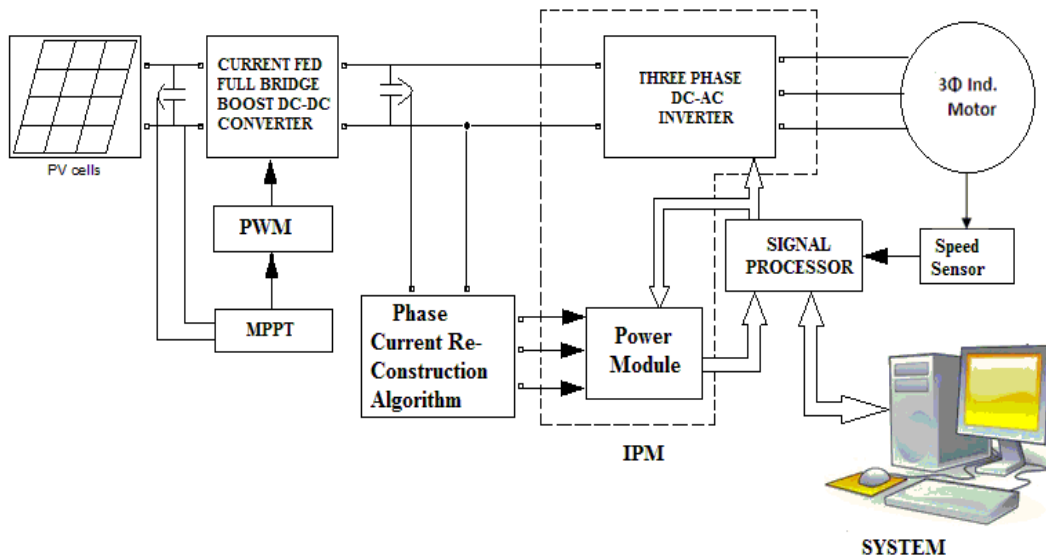 CURRENT FED
FULL BRIDGE
BOOST DC-DC
CONVERTER
THREE PHASE
DC-AC
INVERTER
3Φ Ind.
Motor
PV cells
PWM
SIGNAL
PROCESSOR
Speed
Sensor
MPPT
Phase
Current Re-
Construction
Algorithm
Power
Module
IPM
SYSTEM